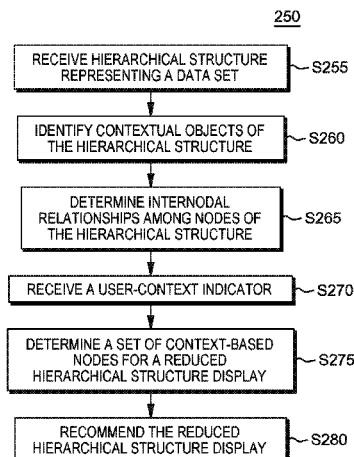 250
RECEIVE HIERARCHICAL STRUCTURE
REPRESENTING A DATA SET
S255
IDENTIFY CONTEXTUAL OBJECTS OF
THE HIERARCHICAL STRUCTURE
S260
DETERMINE INTERNODAL
RELATIONSHIPS AMONG NODES OF
THE HIERARCHICAL STRUCTURE
S265
RECEIVE A USER-CONTEXT INDICATOR
S270
DETERMINE A SET OF CONTEXT-BASED
NODES FOR A REDUCED
HIERARCHICAL STRUCTURE DISPLAY
S275
RECOMMEND THE REDUCED
HIERARCHICAL STRUCTURE DISPLAY
S280